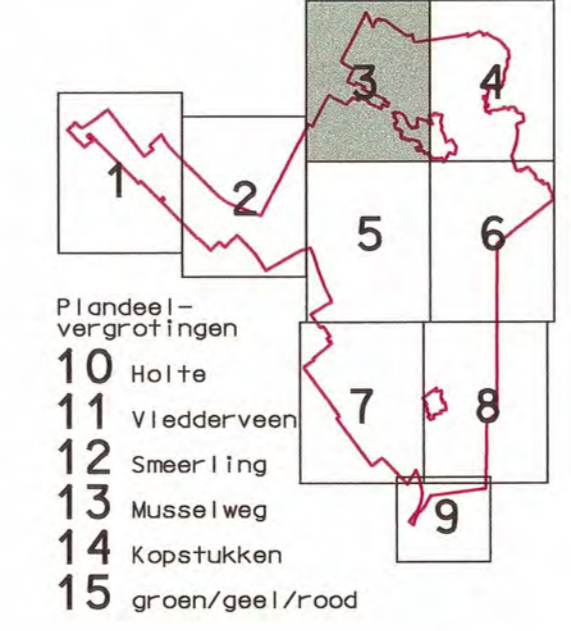 3 4
1 2
5 6
Plandeel-
vergrotingen
10 Holte
11 Vledderveen
12 Smeerling
13 Musselweg
14 Kopstukken
15 groen/geel/rood
7 8
9